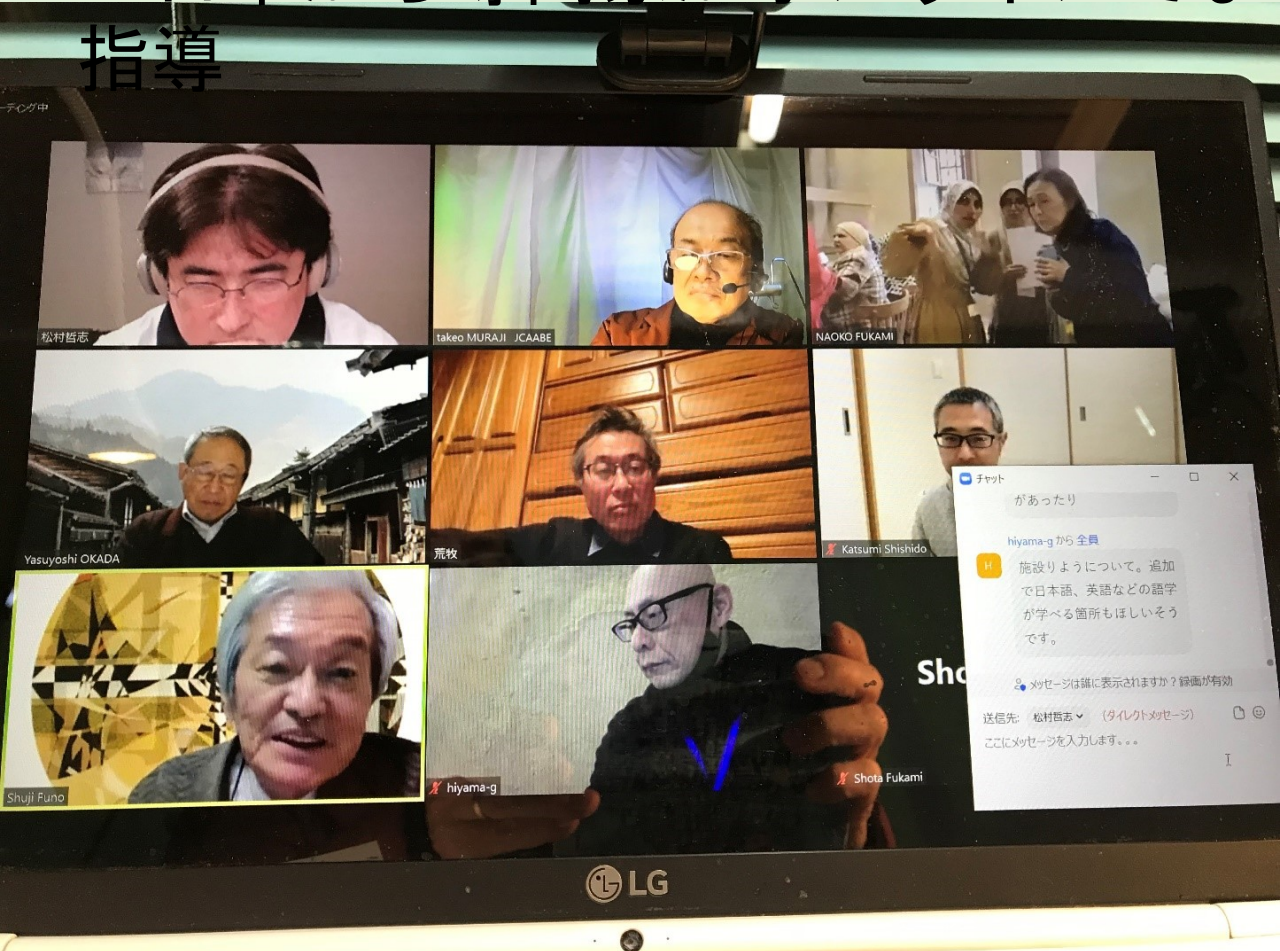 指導
ーディング中
松村哲志
takeo MURAJI JCAABE
NAOKO FUKAMI
Yasuyoshi OKADA
荒牧
Katsumi Shishido
Shuji Funo
hiyama-g
Shota Fukami
Sho
チャット
があったり
hiyama-g から 全員
H
施設りようについて。追加
で日本語、英語などの語学
が学べる箇所もほしいそう
です。
メッセージは誰に表示されますか？録画が有効
送信先: 松村哲志 (ダイレクトメッセージ)
ここにメッセージを入力します。。。
LG